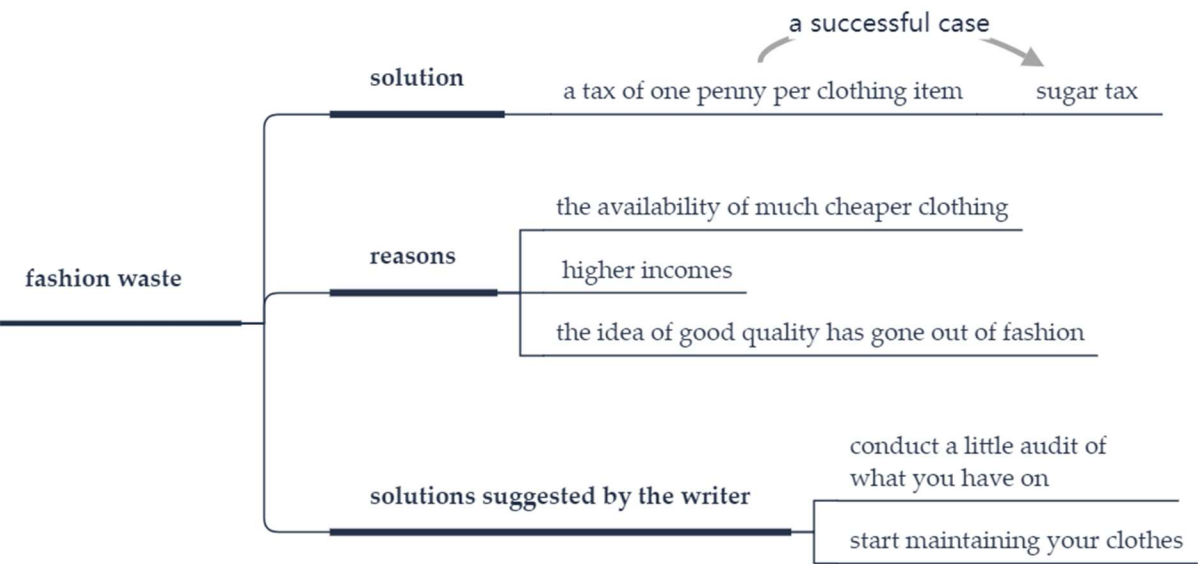 a successful case
solution
a tax of one penny per clothing item
sugar tax
the availability of much cheaper clothing
reasons
higher incomes
fashion waste
the idea of good quality has gone out of fashion
conduct a little audit of
what you have on
solutions suggested by the writer
start maintaining your clothes